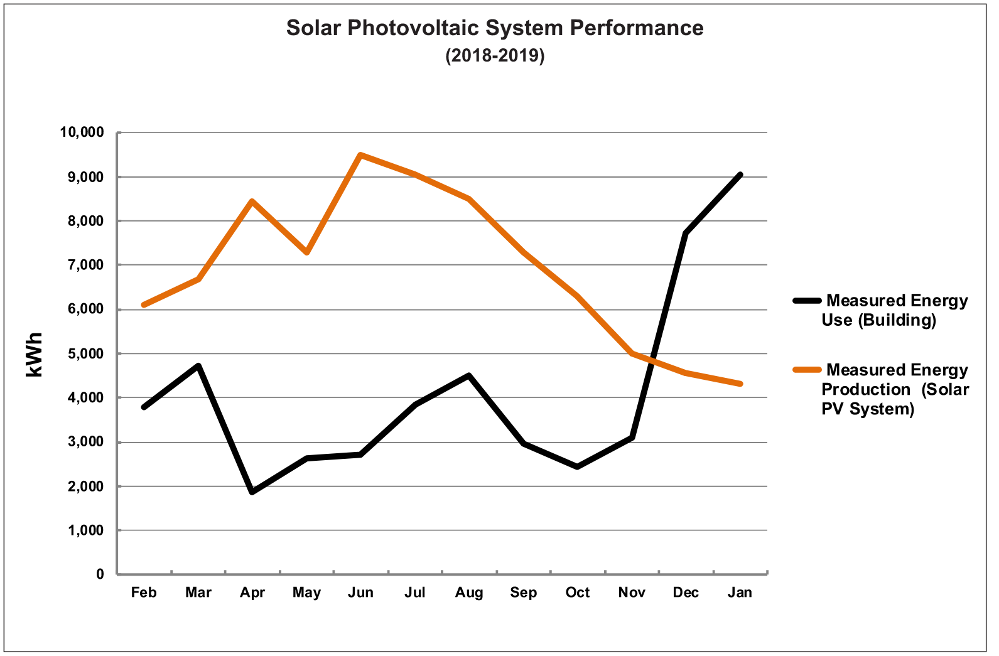 Solar Photovoltaic System Performance
(2018-2019)
10,000
9,000
8,000
7,000
6,000
5,000
4,000
3,000
2,000
1,000
0
kWh
Feb Mar Apr May Jun Jul Aug Sep Oct Nov Dec Jan
Measured Energy
Use (Building)
Measured Energy
Production (Solar
PV System)